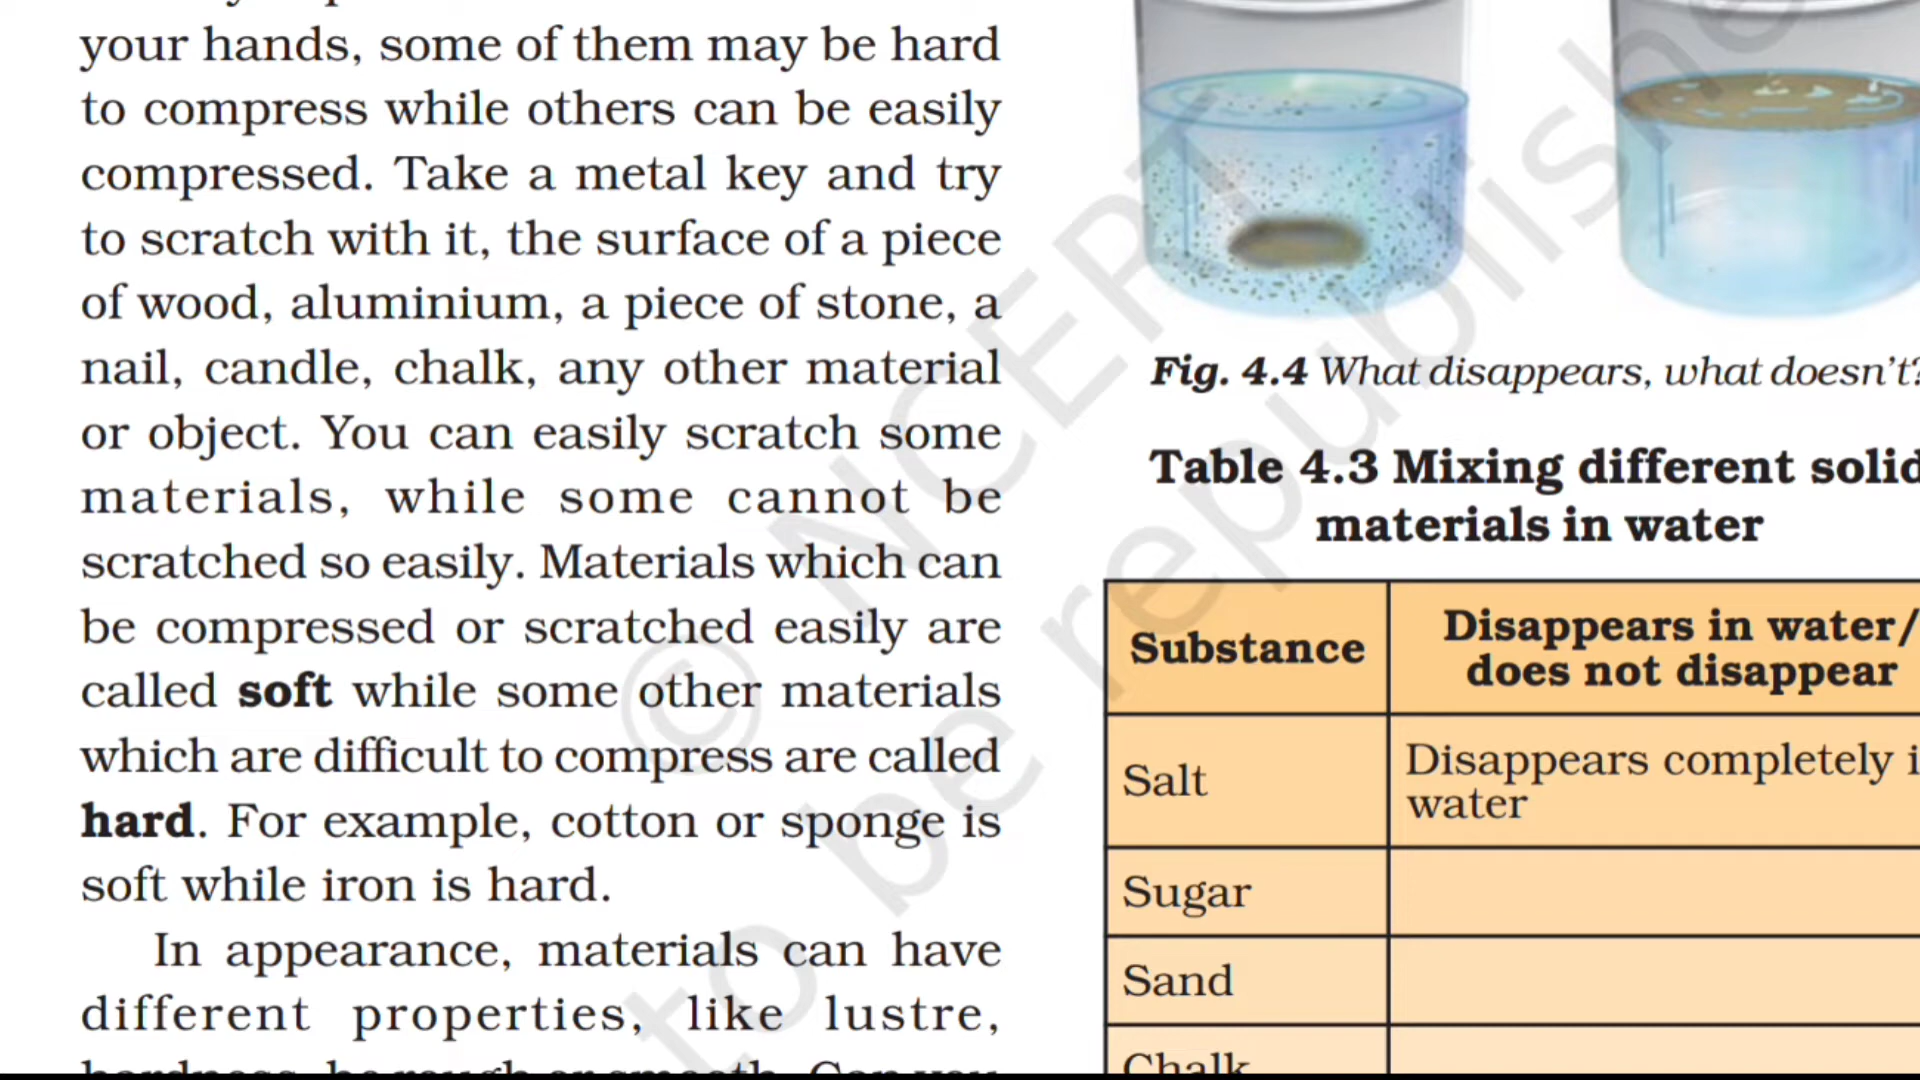 your hands, some of them may be hard
to compress while others can be easily
compressed. Take a metal key and try
to scratch with it, the surface of a piece
of wood, aluminium, a piece of stone, a
nail, candle, chalk, any other material
or object. You can easily scratch some
materials, while some cannot be
scratched so easily. Materials which can
be compressed or scratched easily are
called soft while some other materials
which are difficult to compress are called
hard. For example, cotton or sponge is
soft while iron is hard.
In appearance, materials can have
different properties, like lustre,
Fig. 4.4 What disappears, what doesn't?
Table 4.3 Mixing different solid
materials in water
Substance
Disappears in water/
does not disappear
Salt
Disappears completely i
water
Sugar
Sand
Chalk
© NCERT
to be republishe